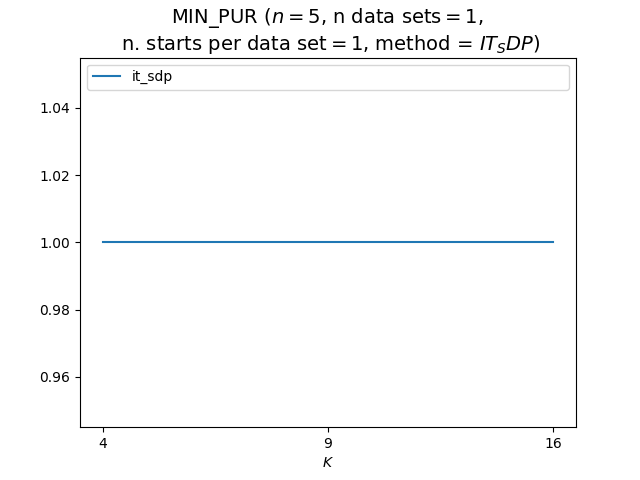 MIN_PUR (n = 5, n data sets = 1,
n. starts per data set = 1, method = IT_SDP)
it_sdp
1.04
1.02
1.00
0.98
0.96
4
9
16
K